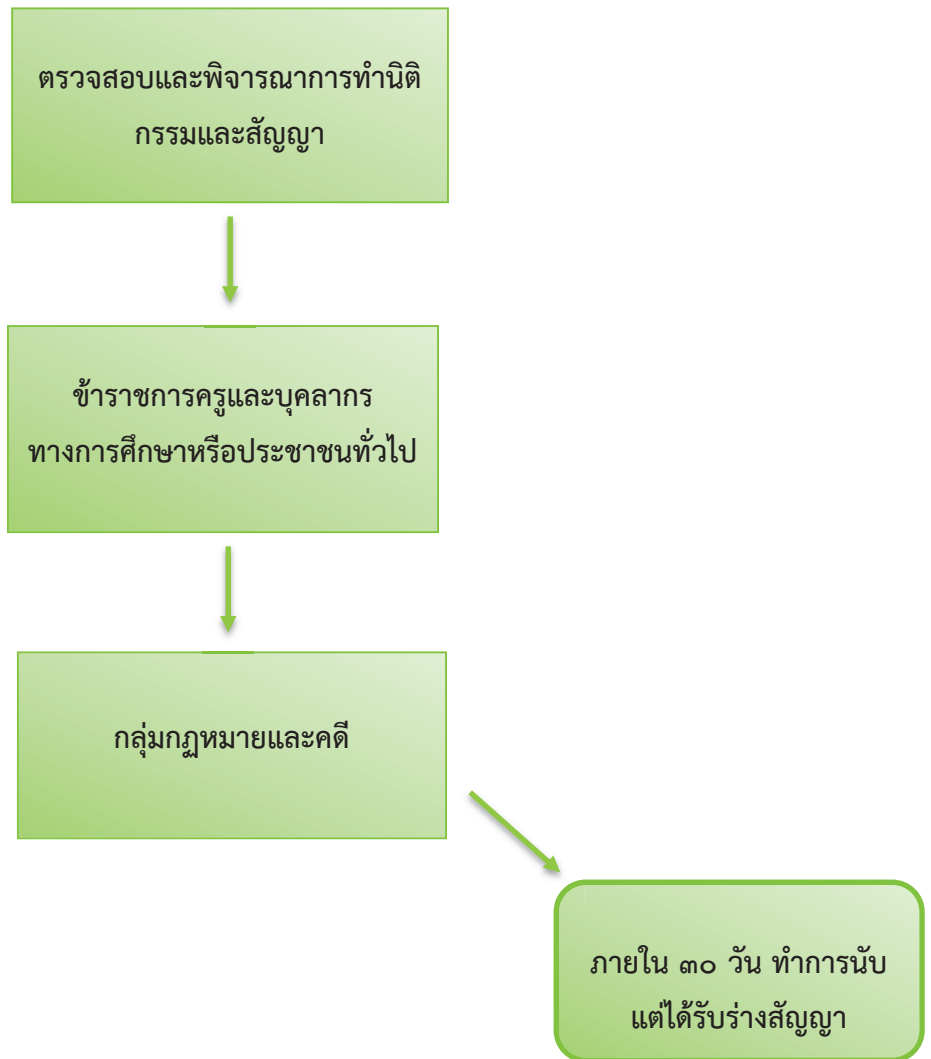 ตรวจสอบและพิจารณาการทำนิติ
กรรมและสัญญา
ข้าราชการครูและบุคลากร
ทางการศึกษาหรือประชาชนทั่วไป
กลุ่มกฎหมายและคดี
ภายใน ๓๐ วัน ทำการนับ
แต่ได้รับร่างสัญญา